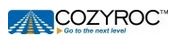 COZYROC™
Go to the next level